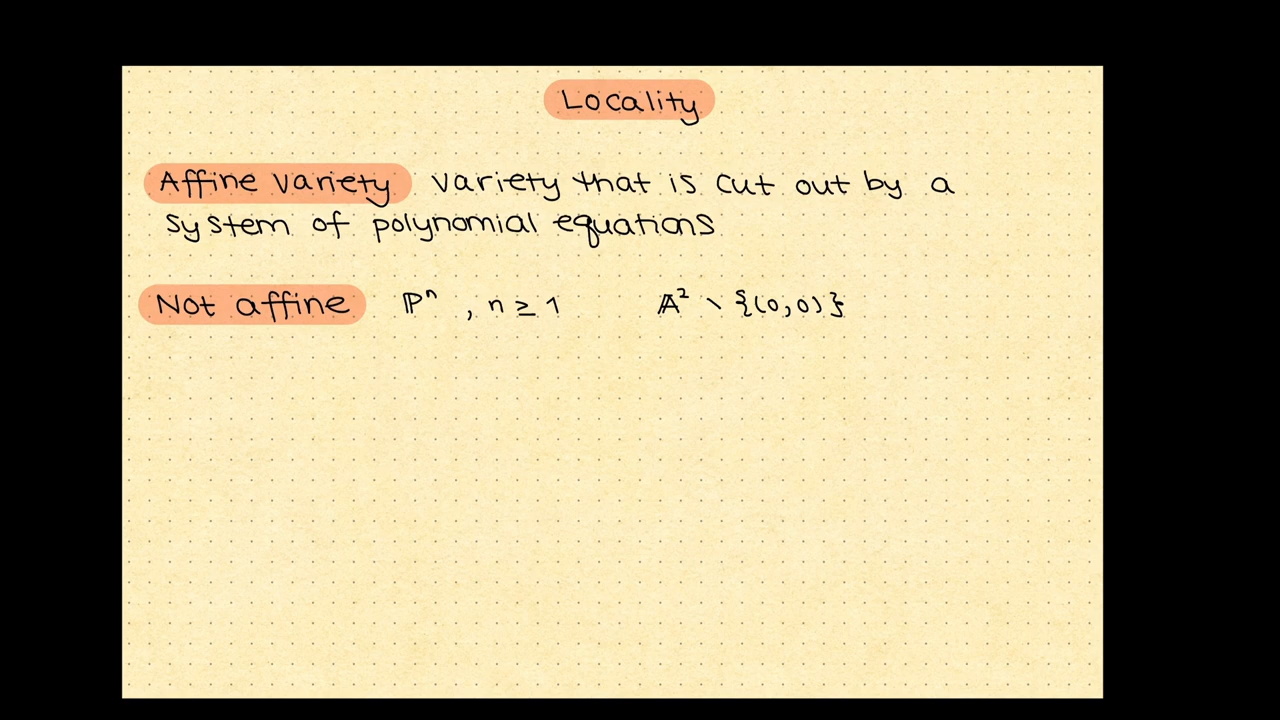 Locality
Affine variety variety that is cut out by a
system of polynomial equations
Not affine ℙⁿ , n ≥ 1 𝔸² \ {(0,0)}